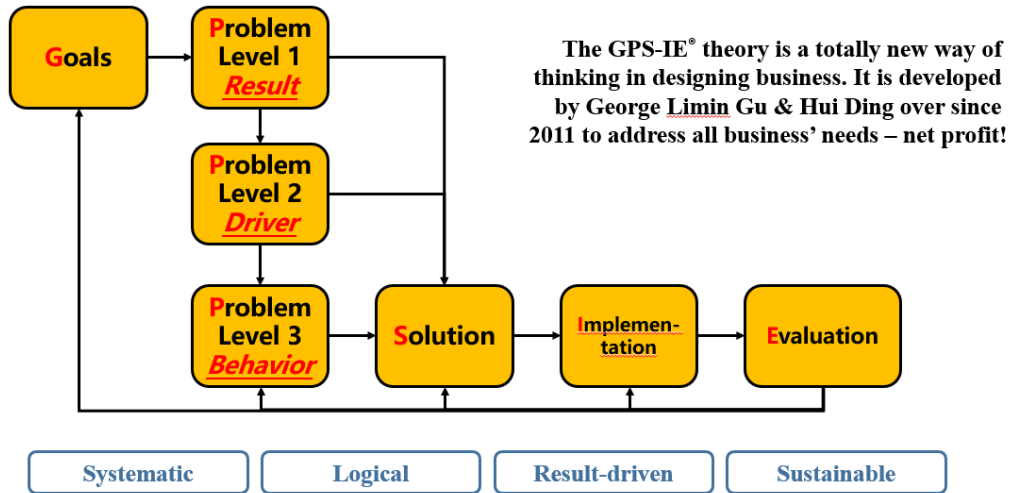 Goals
Problem
Level 1
Result
The GPS-IE® theory is a totally new way of
thinking in designing business. It is developed
by George Limin Gu & Hui Ding over since
2011 to address all business’ needs – net profit!
Problem
Level 2
Driver
Problem
Level 3
Behavior
Solution
Implemen-
tation
Evaluation
Systematic
Logical
Result-driven
Sustainable